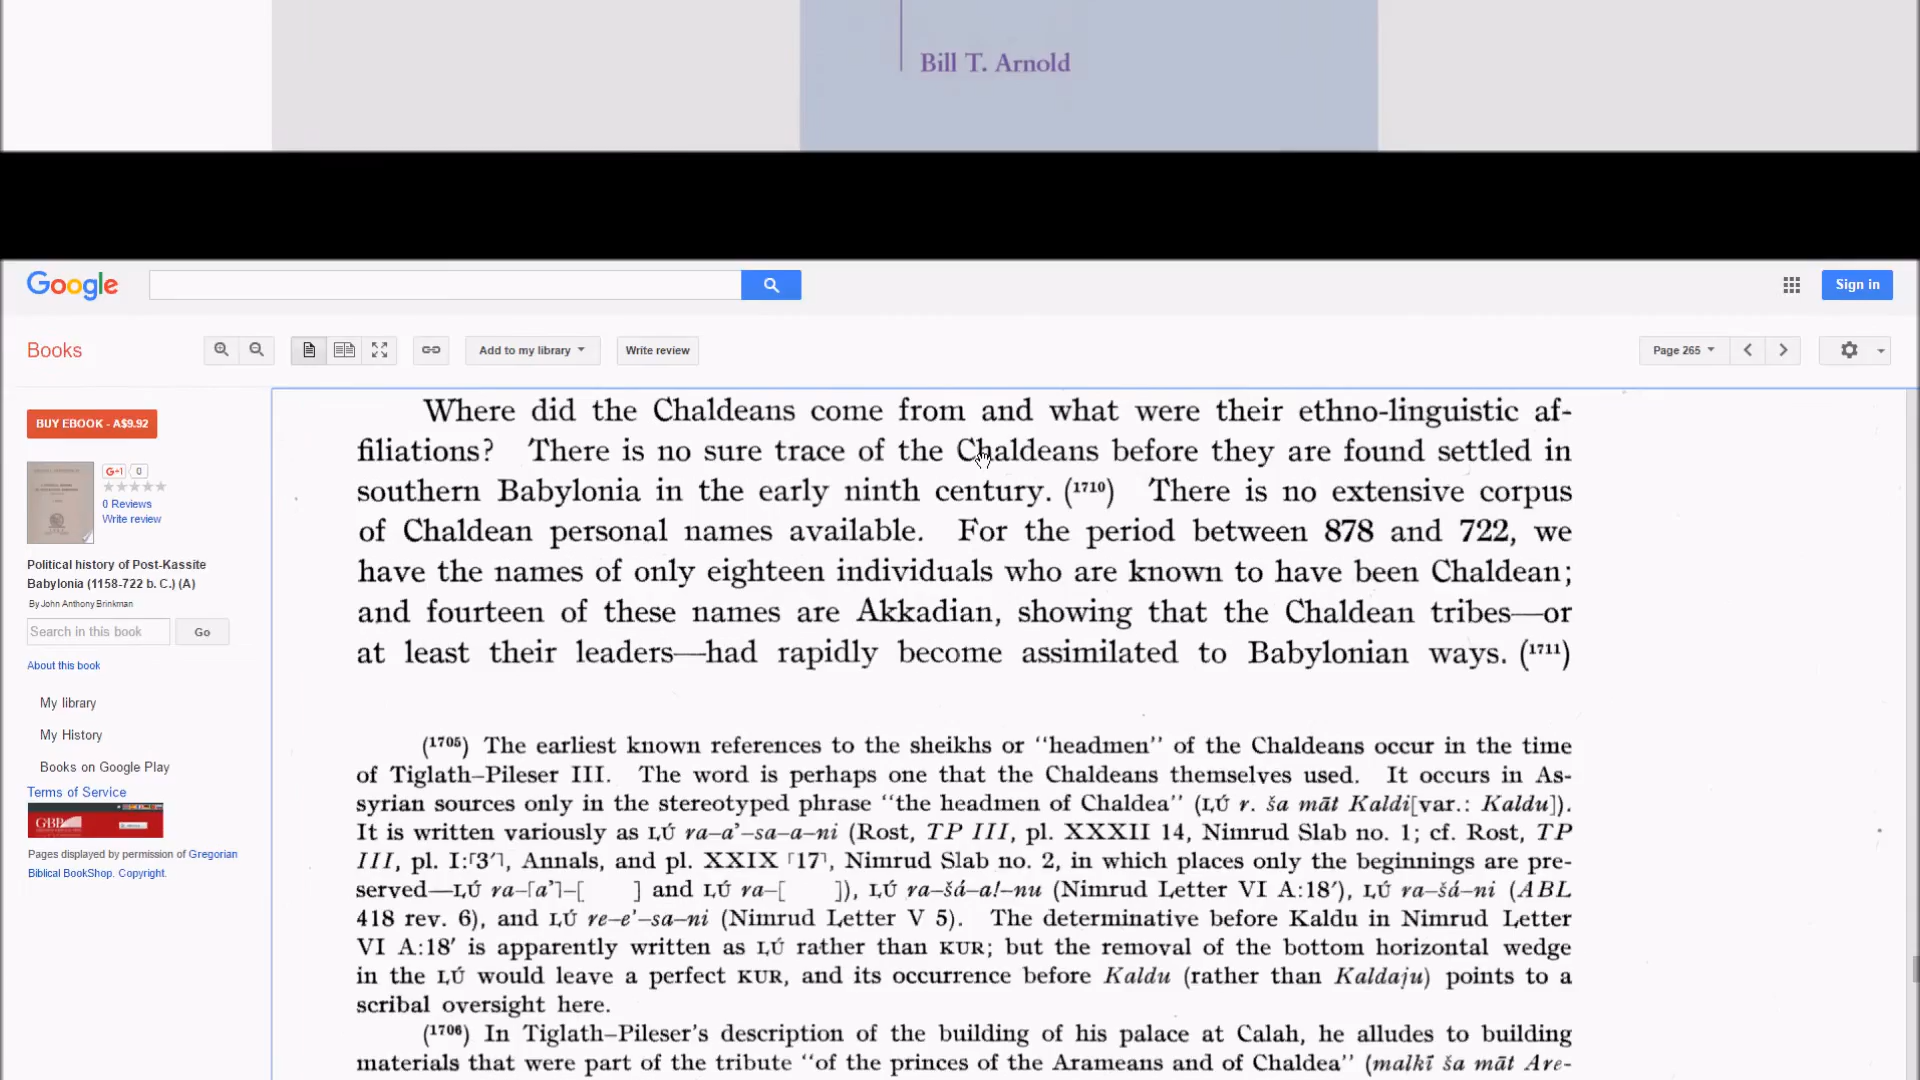 Bill T. Arnold
Google
Sign in
Books
Add to my library
Write review
Page 265
BUY EBOOK - A$9.92
G+1 0
0 Reviews
Write review
Political history of Post-Kassite
Babylonia (1158-722 b. C.) (A)
By John Anthony Brinkman
Search in this book
Go
About this book
My library
My History
Books on Google Play
Terms of Service
GBP
Pages displayed by permission of Gregorian
Biblical BookShop. Copyright.
Where did the Chaldeans come from and what were their ethno-linguistic af-
filiations? There is no sure trace of the Chaldeans before they are found settled in
southern Babylonia in the early ninth century. (1710) There is no extensive corpus
of Chaldean personal names available. For the period between 878 and 722, we
have the names of only eighteen individuals who are known to have been Chaldean;
and fourteen of these names are Akkadian, showing that the Chaldean tribes—or
at least their leaders—had rapidly become assimilated to Babylonian ways. (1711)
(1705) The earliest known references to the sheikhs or "headmen" of the Chaldeans occur in the time
of Tiglath-Pileser III. The word is perhaps one that the Chaldeans themselves used. It occurs in As-
syrian sources only in the stereotyped phrase "the headmen of Chaldea" (LÚ r. ša māt Kaldi[var.: Kaldu]).
It is written variously as LÚ ra-a'-sa-a-ni (Rost, TP III, pl. XXXII 14, Nimrud Slab no. 1; cf. Rost, TP
III, pl. I:⌈3'⌉, Annals, and pl. XXIX ⌈17⌉, Nimrud Slab no. 2, in which places only the beginnings are pre-
served—LÚ ra-⌈a'⌉-[ ] and LÚ ra-[ ]), LÚ ra-šá-a!-nu (Nimrud Letter VI A:18'), LÚ ra-šá-ni (ABL
418 rev. 6), and LÚ re-e'-sa-ni (Nimrud Letter V 5). The determinative before Kaldu in Nimrud Letter
VI A:18' is apparently written as LÚ rather than KUR; but the removal of the bottom horizontal wedge
in the LÚ would leave a perfect KUR, and its occurrence before Kaldu (rather than Kaldaju) points to a
scribal oversight here.
(1706) In Tiglath-Pileser's description of the building of his palace at Calah, he alludes to building
materials that were part of the tribute "of the princes of the Arameans and of Chaldea" (malkī ša māt Are-